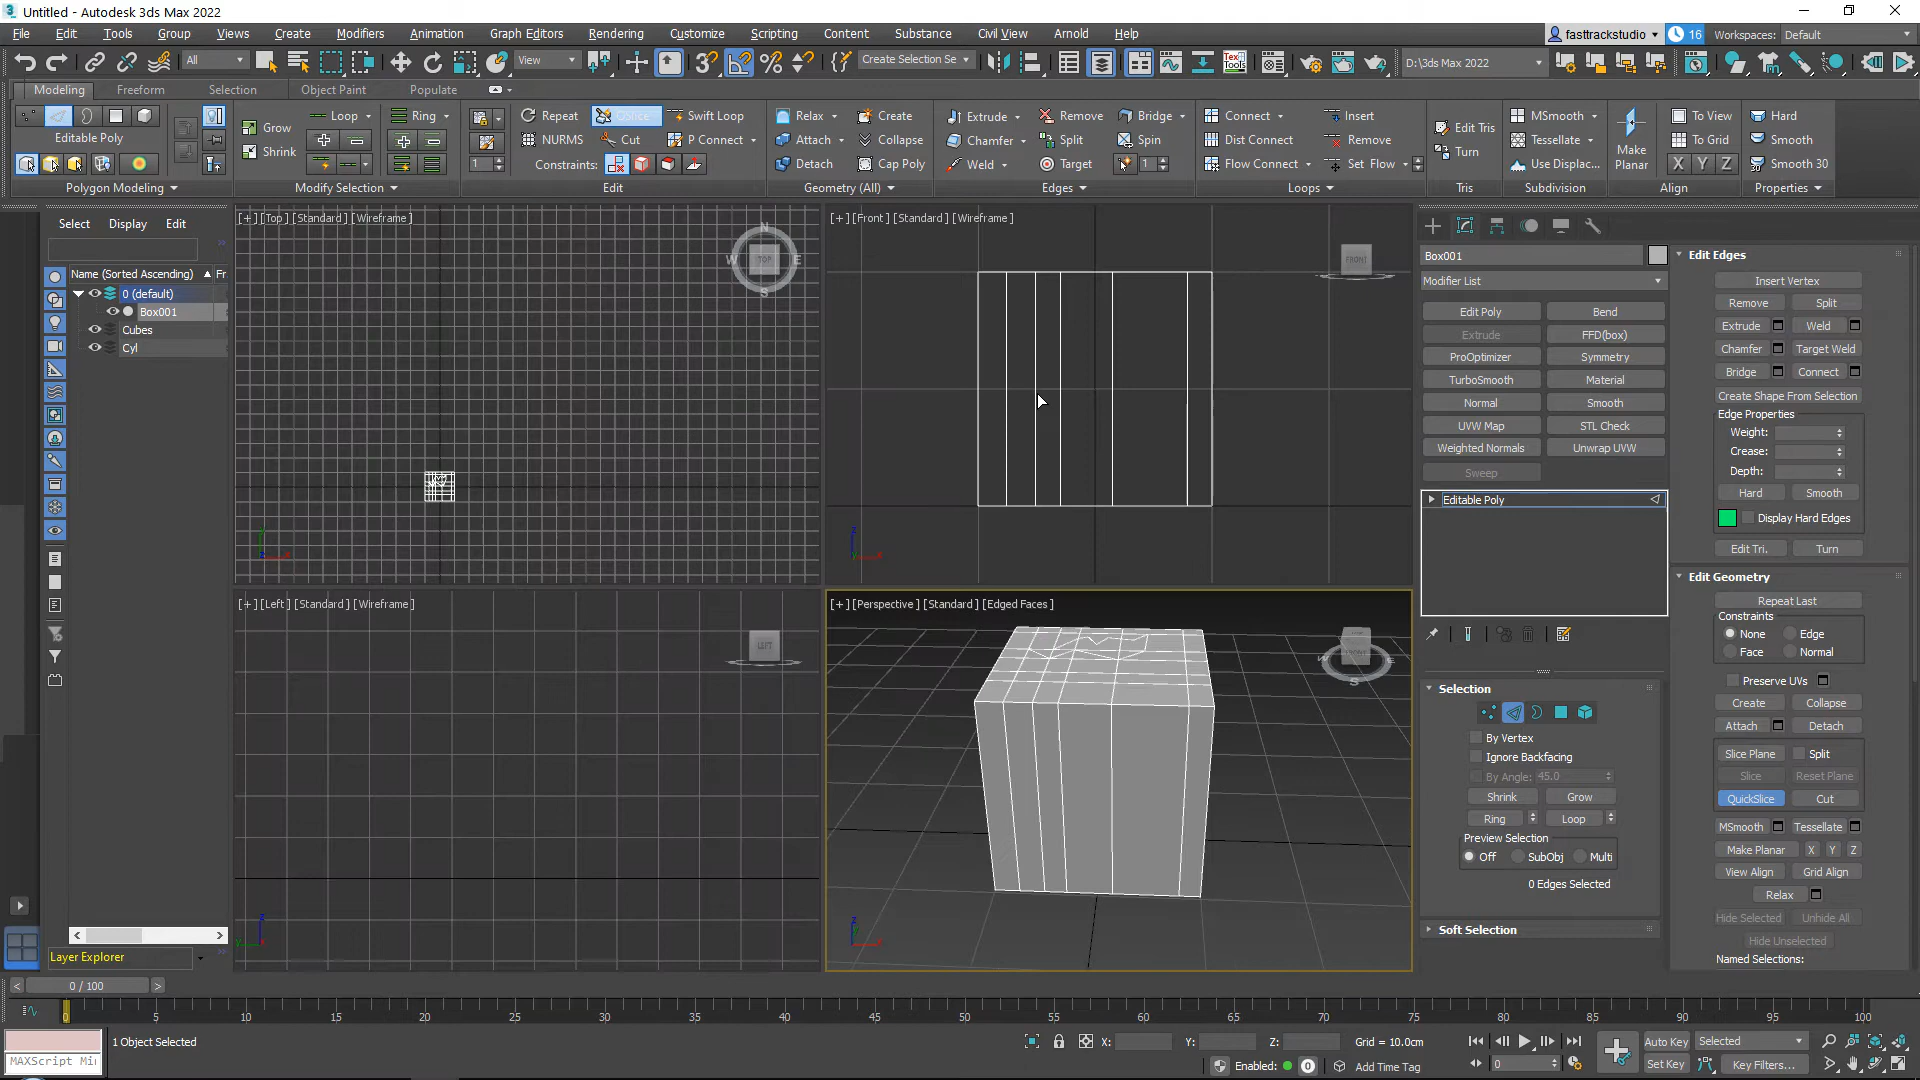 Untitled - Autodesk 3ds Max 2022
File Edit Tools Group Views Create Modifiers Animation Graph Editors Rendering Customize Scripting Content Substance Civil View Arnold Help
fasttrackstudio 16 Workspaces: Default
All View Create Selection Se D:\3ds Max 2022
Modeling Freeform Selection Object Paint Populate
Editable Poly Grow Shrink Loop Ring 1
Repeat QSlice Swift Loop
NURMS Cut P Connect
Constraints:
Relax Create
Attach Collapse
Detach Cap Poly
Extrude Remove Bridge
Chamfer Split Spin
Weld Target 1
Connect Insert
Dist Connect Remove
Flow Connect Set Flow
Edit Tris
Turn
MSmooth
Tessellate
Use Displac...
Make Planar
To View
To Grid
X Y Z
Hard
Smooth
Smooth 30
Polygon Modeling Modify Selection Edit Geometry (All) Edges Loops Tris Subdivision Align Properties
Select Display Edit
Name (Sorted Ascending) Fr
0 (default)
Box001
Cubes
Cyl
Layer Explorer
[+] [Top] [Standard] [Wireframe]
N W E S TOP
[+] [Front] [Standard] [Wireframe]
FRONT
[+] [Left] [Standard] [Wireframe]
LEFT
[+] [Perspective] [Standard] [Edged Faces]
Box001
Modifier List
Edit Poly Bend
Extrude FFD(box)
ProOptimizer Symmetry
TurboSmooth Material
Normal Smooth
UVW Map STL Check
Weighted Normals Unwrap UVW
Sweep
Editable Poly
Selection
By Vertex
Ignore Backfacing
By Angle: 45.0
Shrink Grow
Ring Loop
Preview Selection
Off SubObj Multi
0 Edges Selected
Soft Selection
Edit Edges
Insert Vertex
Remove Split
Extrude Weld
Chamfer Target Weld
Bridge Connect
Create Shape From Selection
Edge Properties
Weight:
Crease:
Depth:
Hard Smooth
Display Hard Edges
Edit Tri. Turn
Edit Geometry
Repeat Last
Constraints
None Edge
Face Normal
Preserve UVs
Create Collapse
Attach Detach
Slice Plane Split
Slice Reset Plane
QuickSlice Cut
MSmooth Tessellate
Make Planar X Y Z
View Align Grid Align
Relax
Hide Selected Unhide All
Hide Unselected
Named Selections:
< 0 / 100 >
0 5 10 15 20 25 30 35 40 45 50 55 60 65 70 75 80 85 90 95 100
1 Object Selected
X: Y: Z: Grid = 10.0cm
Auto Key Selected
MAXScript Mi
Enabled: 0 Add Time Tag
0 Set Key Key Filters...